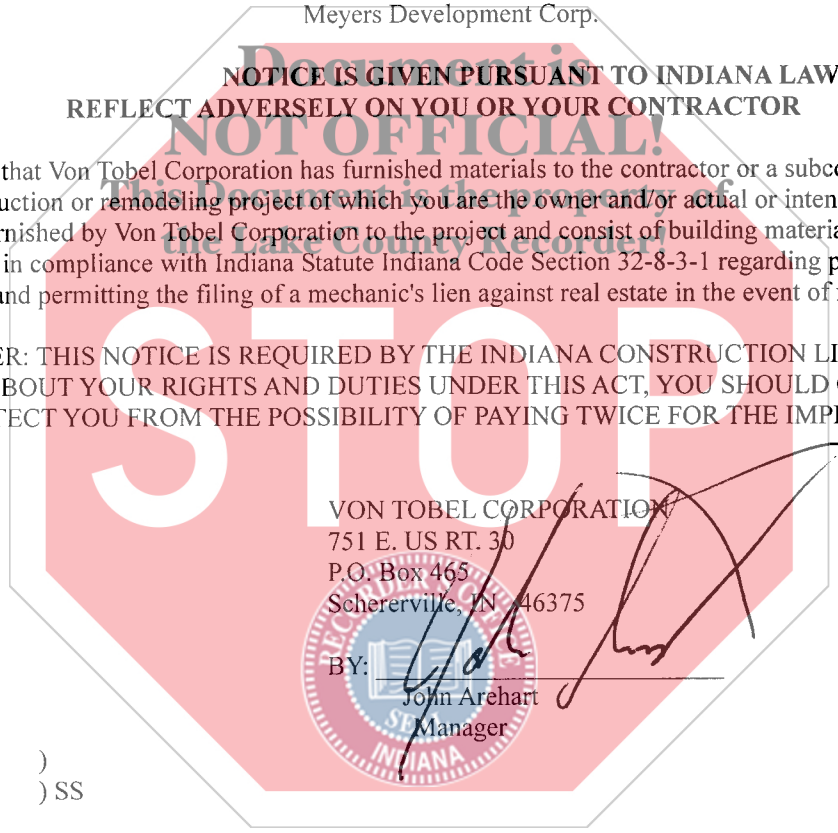 Meyers Development Corp.
Document is
NOTICE IS GIVEN PURSUANT TO INDIANA LAW
REFLECT ADVERSELY ON YOU OR YOUR CONTRACTOR
NOT OFFICIAL!
that Von Tobel Corporation has furnished materials to the contractor or a subc
This Document is the property of
uction or remodeling project of which you are the owner and/or actual or inten
rnished by Von Tobel Corporation to the project and consist of building materia
the Lake County Recorder!
in compliance with Indiana Statute Indiana Code Section 32-8-3-1 regarding p
and permitting the filing of a mechanic's lien against real estate in the event of
ER: THIS NOTICE IS REQUIRED BY THE INDIANA CONSTRUCTION LI
BOUT YOUR RIGHTS AND DUTIES UNDER THIS ACT, YOU SHOULD
TECT YOU FROM THE POSSIBILITY OF PAYING TWICE FOR THE IMP
STOP
VON TOBEL CORPORATION
751 E. US RT. 30
P.O. Box 465
Schererville, IN 46375
RECORDER'S OFFICE
BY:
John Arehart
SEAL
Manager
INDIANA
)
) SS